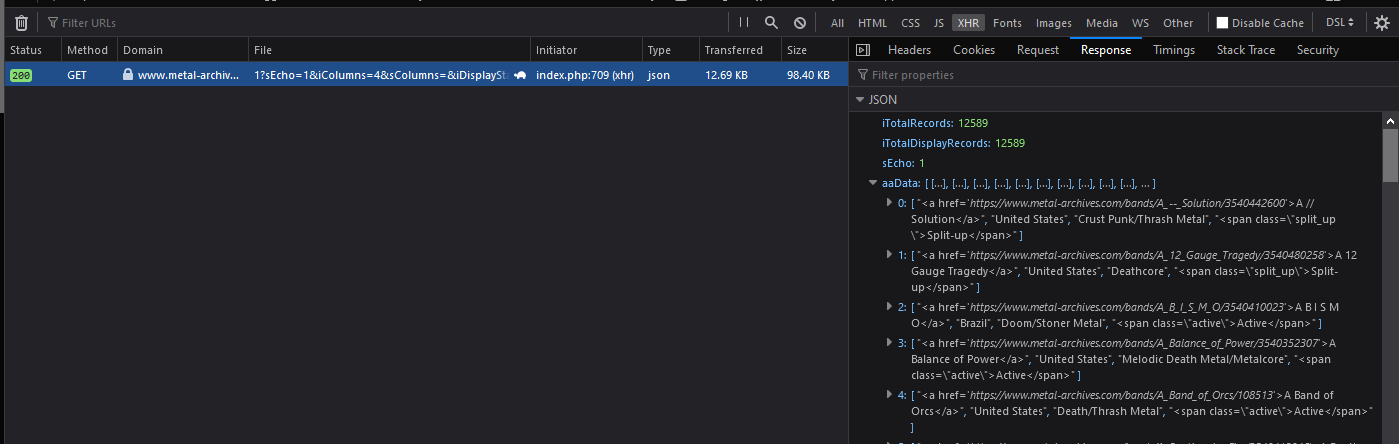 Filter URLs
All HTML CSS JS XHR Fonts Images Media WS Other Disable Cache DSL
Status Method Domain File Initiator Type Transferred Size
Headers Cookies Request Response Timings Stack Trace Security
200 GET www.metal-archiv... 1?sEcho=1&iColumns=4&sColumns=&iDisplaySta index.php:709 (xhr) json 12.69 KB 98.40 KB
Filter properties
JSON
iTotalRecords: 12589
iTotalDisplayRecords: 12589
sEcho: 1
aaData: [ […], […], […], […], […], […], […], […], […], […], … ]
0: [ "<a href='https://www.metal-archives.com/bands/A_--_Solution/3540442600'>A //
Solution</a>", "United States", "Crust Punk/Thrash Metal", "<span class=\"split_up
\">Split-up</span>" ]
1: [ "<a href='https://www.metal-archives.com/bands/A_12_Gauge_Tragedy/3540480258'>A 12
Gauge Tragedy</a>", "United States", "Deathcore", "<span class=\"split_up\">Split-
up</span>" ]
2: [ "<a href='https://www.metal-archives.com/bands/A_B_I_S_M_O/3540410023'>A B I S M
O</a>", "Brazil", "Doom/Stoner Metal", "<span class=\"active\">Active</span>" ]
3: [ "<a href='https://www.metal-archives.com/bands/A_Balance_of_Power/3540352307'>A
Balance of Power</a>", "United States", "Melodic Death Metal/Metalcore", "<span
class=\"active\">Active</span>" ]
4: [ "<a href='https://www.metal-archives.com/bands/A_Band_of_Orcs/108513'>A Band of
Orcs</a>", "United States", "Death/Thrash Metal", "<span class=\"active\">Active</span>"
]